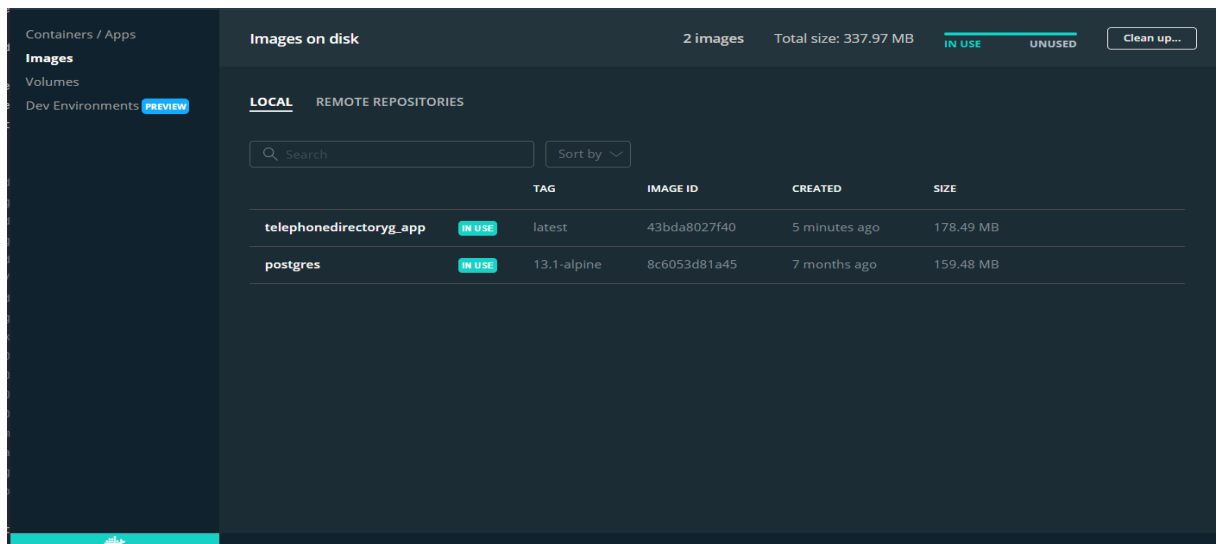 Containers / Apps
Images
Volumes
Dev Environments PREVIEW
Images on disk
2 images
Total size: 337.97 MB
IN USE
UNUSED
Clean up...
LOCAL
REMOTE REPOSITORIES
Search
Sort by
TAG IMAGE ID CREATED SIZE
telephonedirectoryg_app IN USE latest 43bda8027f40 5 minutes ago 178.49 MB
postgres IN USE 13.1-alpine 8c6053d81a45 7 months ago 159.48 MB